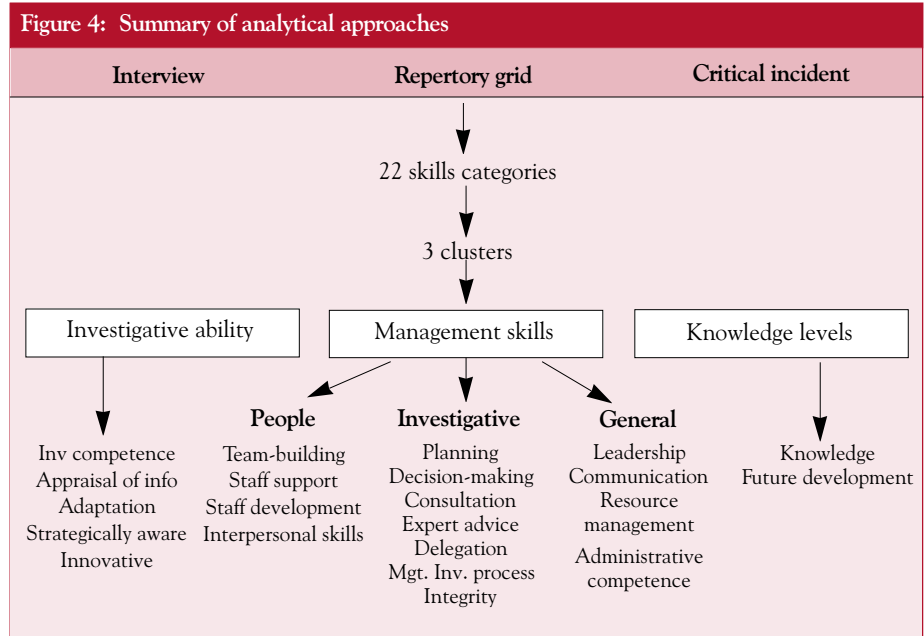 Figure 4: Summary of analytical approaches
Interview
Repertory grid
Critical incident
22 skills categories
3 clusters
Investigative ability
Management skills
Knowledge levels
Inv competence
Appraisal of info
Adaptation
Strategically aware
Innovative
People
Team-building
Staff support
Staff development
Interpersonal skills
Investigative
Planning
Decision-making
Consultation
Expert advice
Delegation
Mgt. Inv. process
Integrity
General
Leadership
Communication
Resource
management
Administrative
competence
Knowledge
Future development